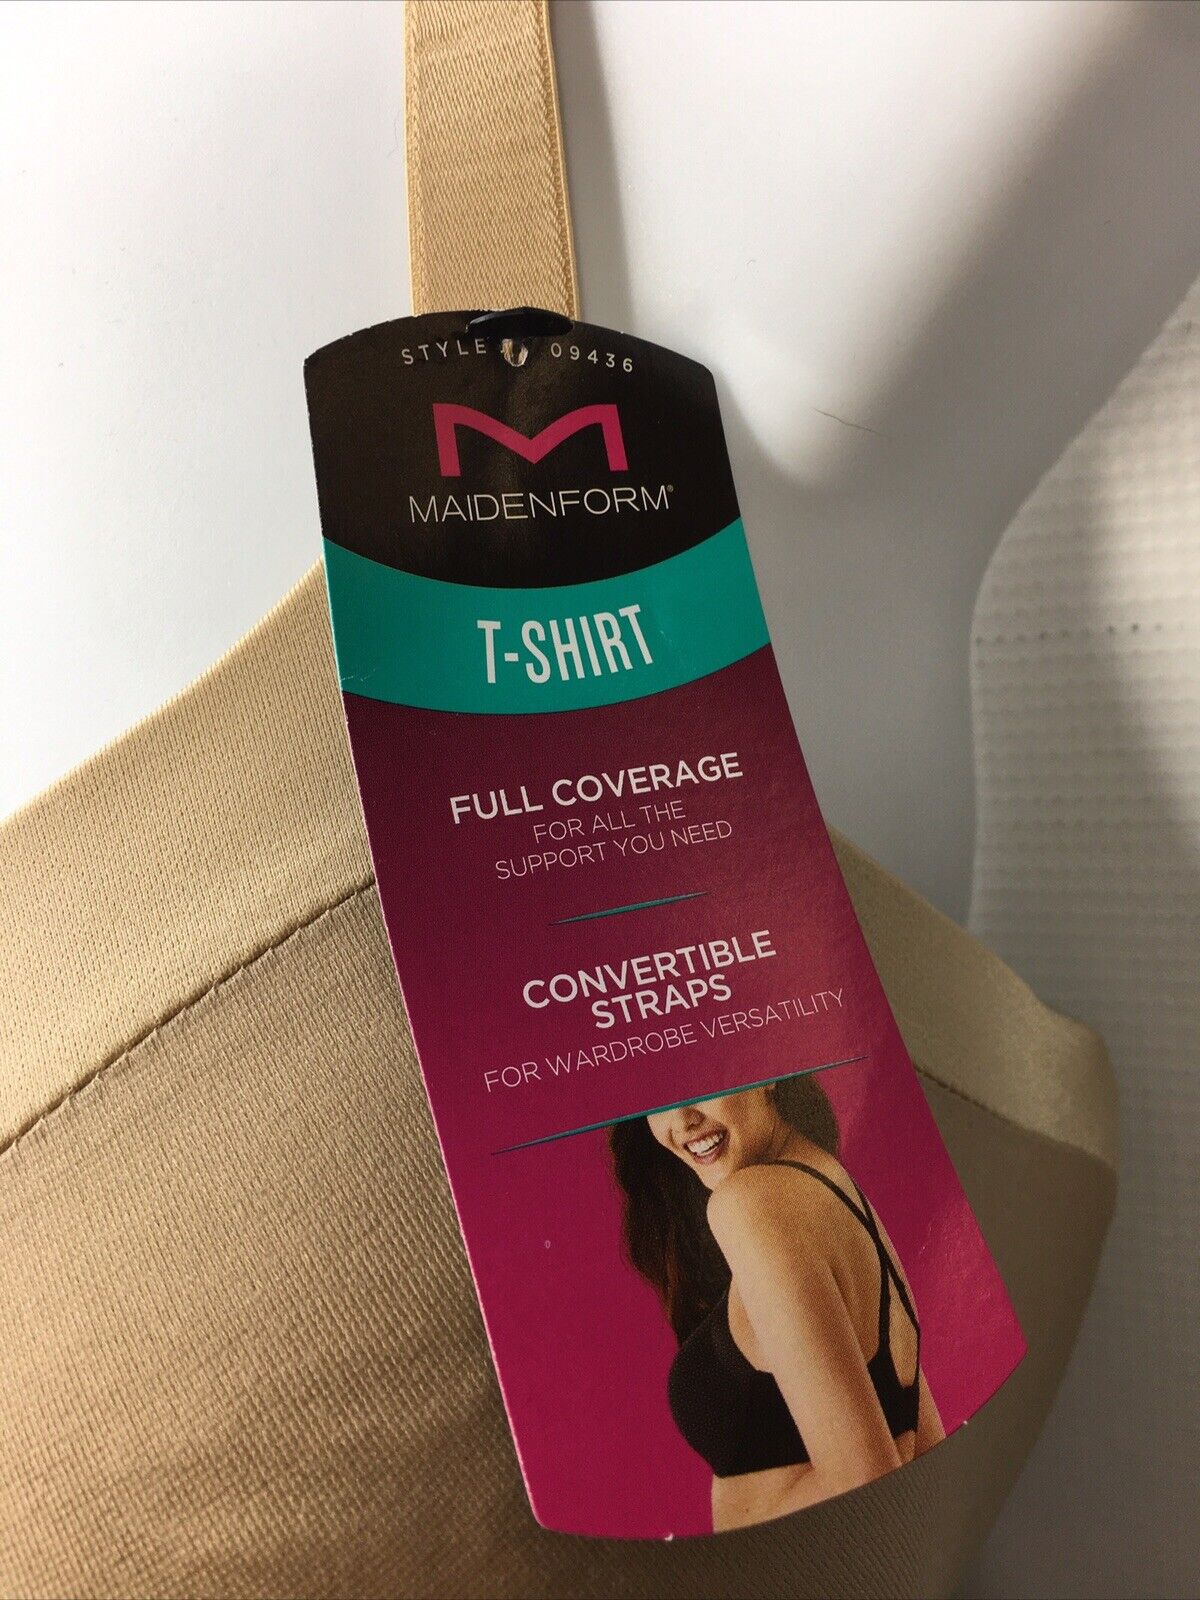 STYLE 09436
MAIDENFORM®
T-SHIRT
FULL COVERAGE
FOR ALL THE
SUPPORT YOU NEED
CONVERTIBLE
STRAPS
FOR WARDROBE VERSATILITY